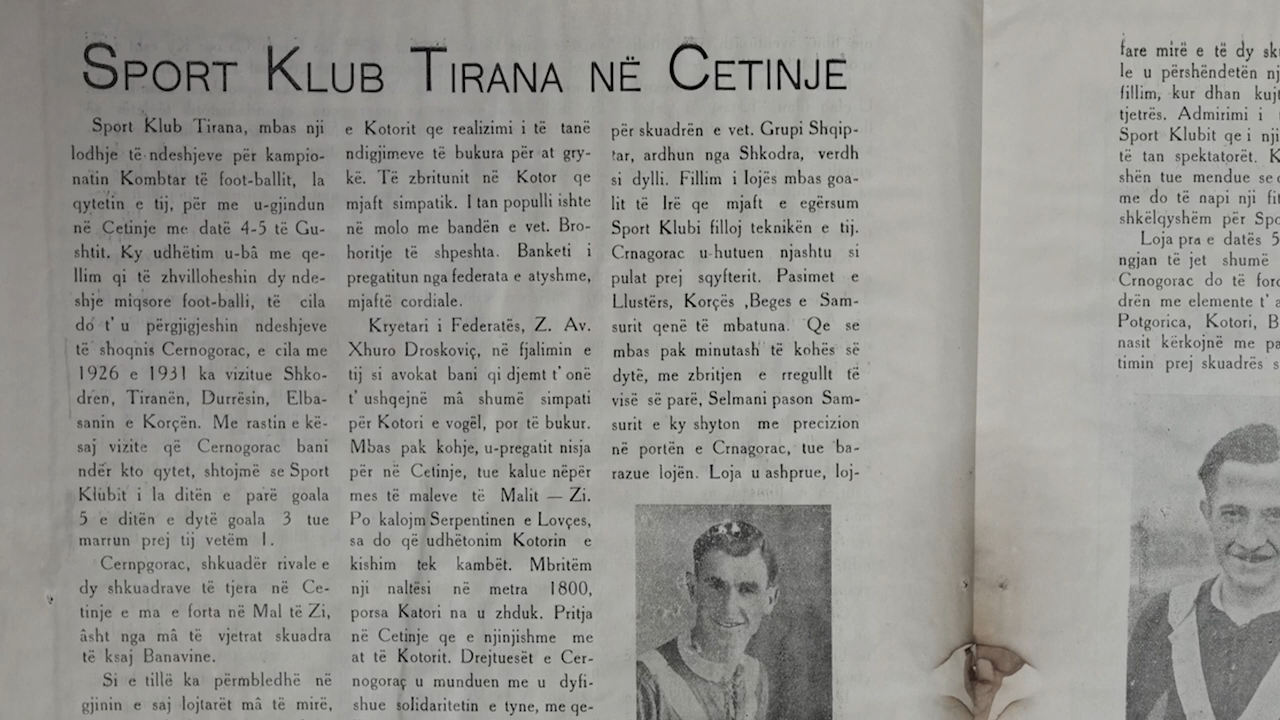 SPORT KLUB TIRANA NË CETINJE
Sport Klub Tirana, mbas nji
lodhje të ndeshjeve për kampio-
natin Kombtar të foot-ballit, la
qytetin e tij, për me u-gjindun
në Cetinje me datë 4-5 të Gu-
shtit. Ky udhëtim u-bâ me qe-
llim qi të zhvilloheshin dy nde-
shje miqsore foot-balli, të cila
do t'u përgjigjeshin ndeshjeve
të shoqnis Cernogorac, e cila me
1926 e 1931 ka vizitue Shko-
dren, Tiranën, Durrësin, Elba-
sanin e Korçën. Me rastin e kë-
saj vizite që Cernogorac bani
ndër kto qytet, shtojmë se Sport
Klubit i la ditën e parë goala
5 e ditën e dytë goala 3 tue
marrun prej tij vetëm 1.
Cernpgorac, shkuadër rivale e
dy shkuadrave të tjera në Ce-
tinje e ma e forta në Mal të Zi,
âsht nga mâ të vjetrat skuadra
të ksaj Banavine.
Si e tillë ka përmbledhë në
gjinin e saj lojtarët mâ të mirë,
e Kotorit qe realizimi i të tanë
ndigjimeve të bukura për at gry-
kë. Të zbritunit në Kotor qe
mjaft simpatik. I tan populli ishte
në molo me bandën e vet. Bro-
horitje të shpeshta. Banketi i
pregatitun nga federata e atyshme,
mjaftë cordiale.
Kryetari i Federatës, Z. Av.
Xhuro Droskoviç, në fjalimin e
tij si avokat bani qi djemt t'onë
t'ushqejnë mâ shumë simpati
për Kotori e vogël, por të bukur.
Mbas pak kohje, u-pregatit nisja
për në Cetinje, tue kalue nëpër
mes të maleve të Malit — Zi.
Po kalojm Serpentinen e Lovçes,
sa do që udhëtonim Kotorin e
kishim tek kambët. Mbritëm
nji naltësi në metra 1800,
porsa Katori na u zhduk. Pritja
në Cetinje qe e njinjishme me
at të Kotorit. Drejtuesët e Cer-
nogoraç u munduen me u dyfi-
shue solidaritetin e tyne, me qe-
për skuadrën e vet. Grupi Shqip-
tar, ardhun nga Shkodra, verdh
si dylli. Fillim i lojës mbas goa-
lit të Irë qe mjaft e egërsum
Sport Klubi filloj teknikën e tij.
Crnagorac u-hutuen njashtu si
pulat prej sqyfterit. Pasimet e
Llustërs, Korçës ,Beges e Sam-
surit qenë të mbatuna. Qe se
mbas pak minutash të kohës së
dytë, me zbritjen e rregullt të
visë së parë, Selmani pason Sam-
surit e ky shyton me precizion
në portën e Crnagorac, tue ba-
razue lojën. Loja u ashprue, loj-
fare mirë e të dy
le u përshëndetën
fillim, kur dhan
tjetrës. Admirimi i
Sport Klubit qe i
të tan spektatorët.
shën tue mendue se
me do të napi nji
shkëlqyshëm për
Loja pra e datës 5
ngjan të jet shumë
Crnogorac do të
drën me elemente t'
Potgorica, Kotori,
nasit kërkojnë me
timin prej skuadrës